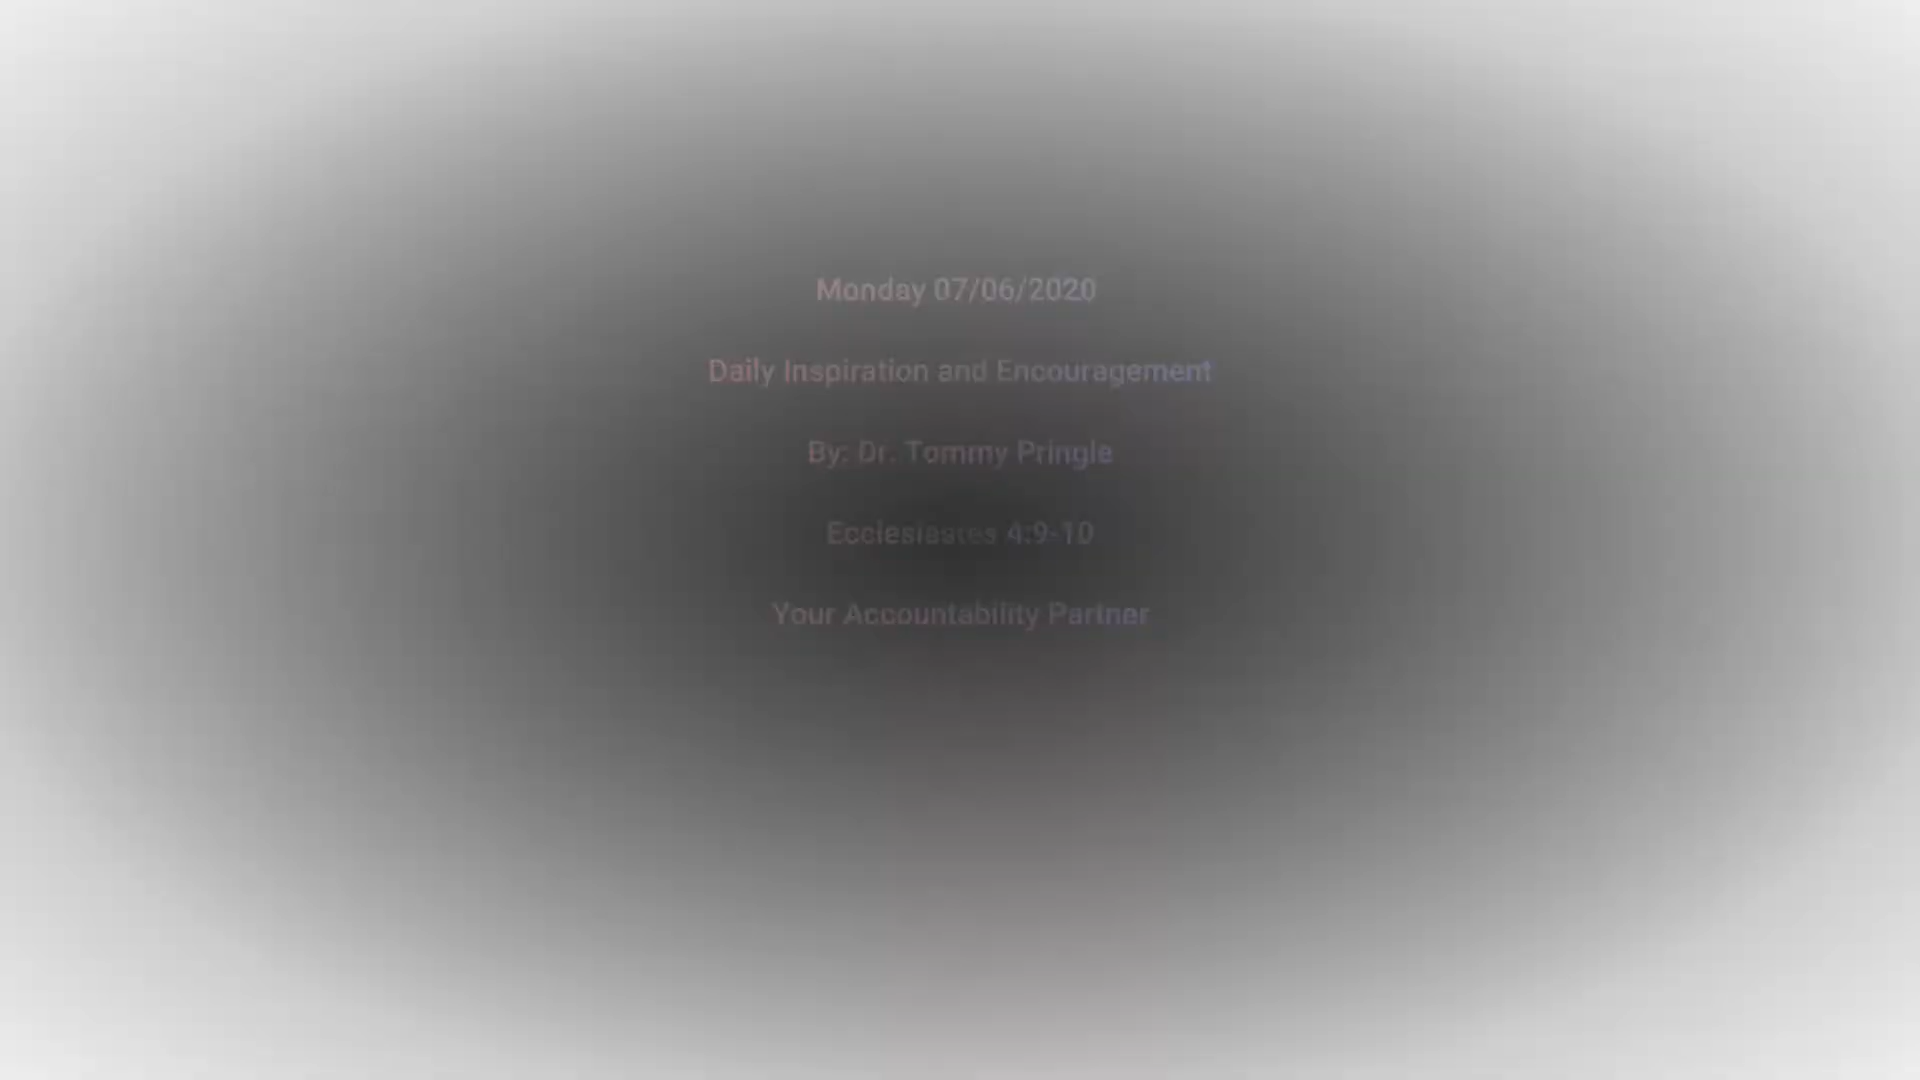 Monday 07/06/2020
Daily Inspiration and Encouragement
By: Dr. Tommy Pringle
Ecclesiastes 4:9-10
Your Accountability Partner